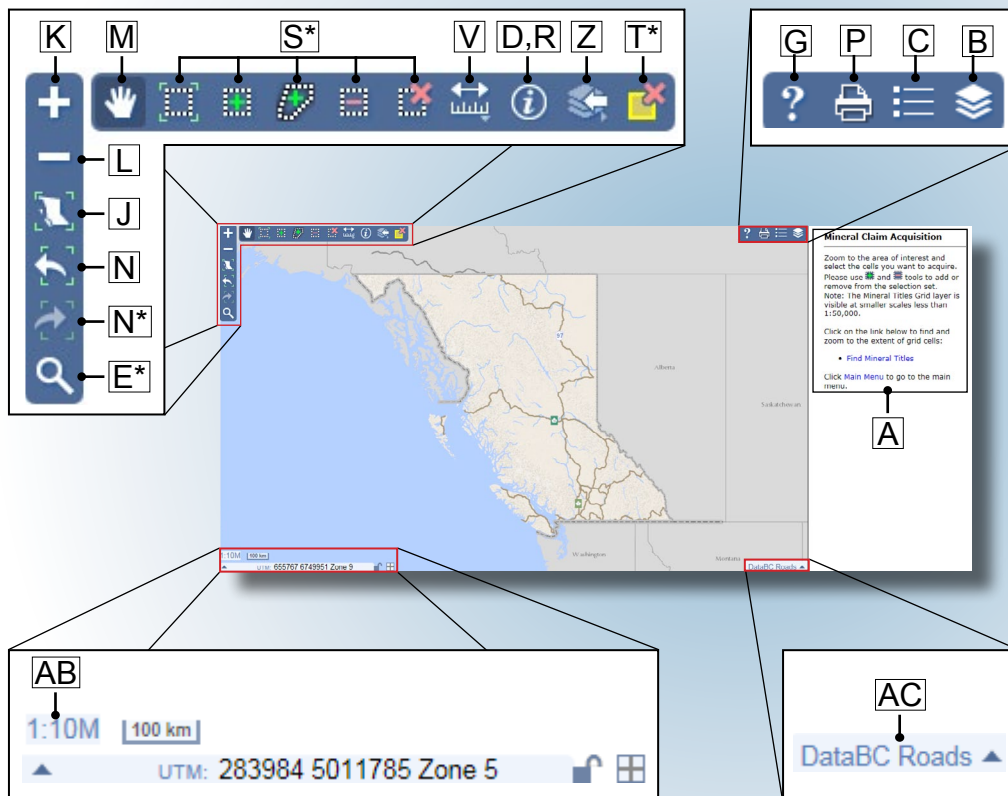 K
M
S*
V
D,R
Z
T*
G
P
C
B
L
J
N
N*
E*
Mineral Claim Acquisition
Zoom to the area of interest and
select the cells you want to acquire.
Please use and tools to add or
remove from the selection set.
Note: The Mineral Titles Grid layer is
visible at smaller scales less than
1:50,000.
Click on the link below to find and
zoom to the extent of grid cells:
• Find Mineral Titles
Click Main Menu to go to the main
menu.
A
97
Alberta
Saskatchewan
Washington
Montana
1:10M 100 km
UTM: 655767 6749951 Zone 9
DataBC Roads
AB
1:10M 100 km
UTM: 283984 5011785 Zone 5
AC
DataBC Roads